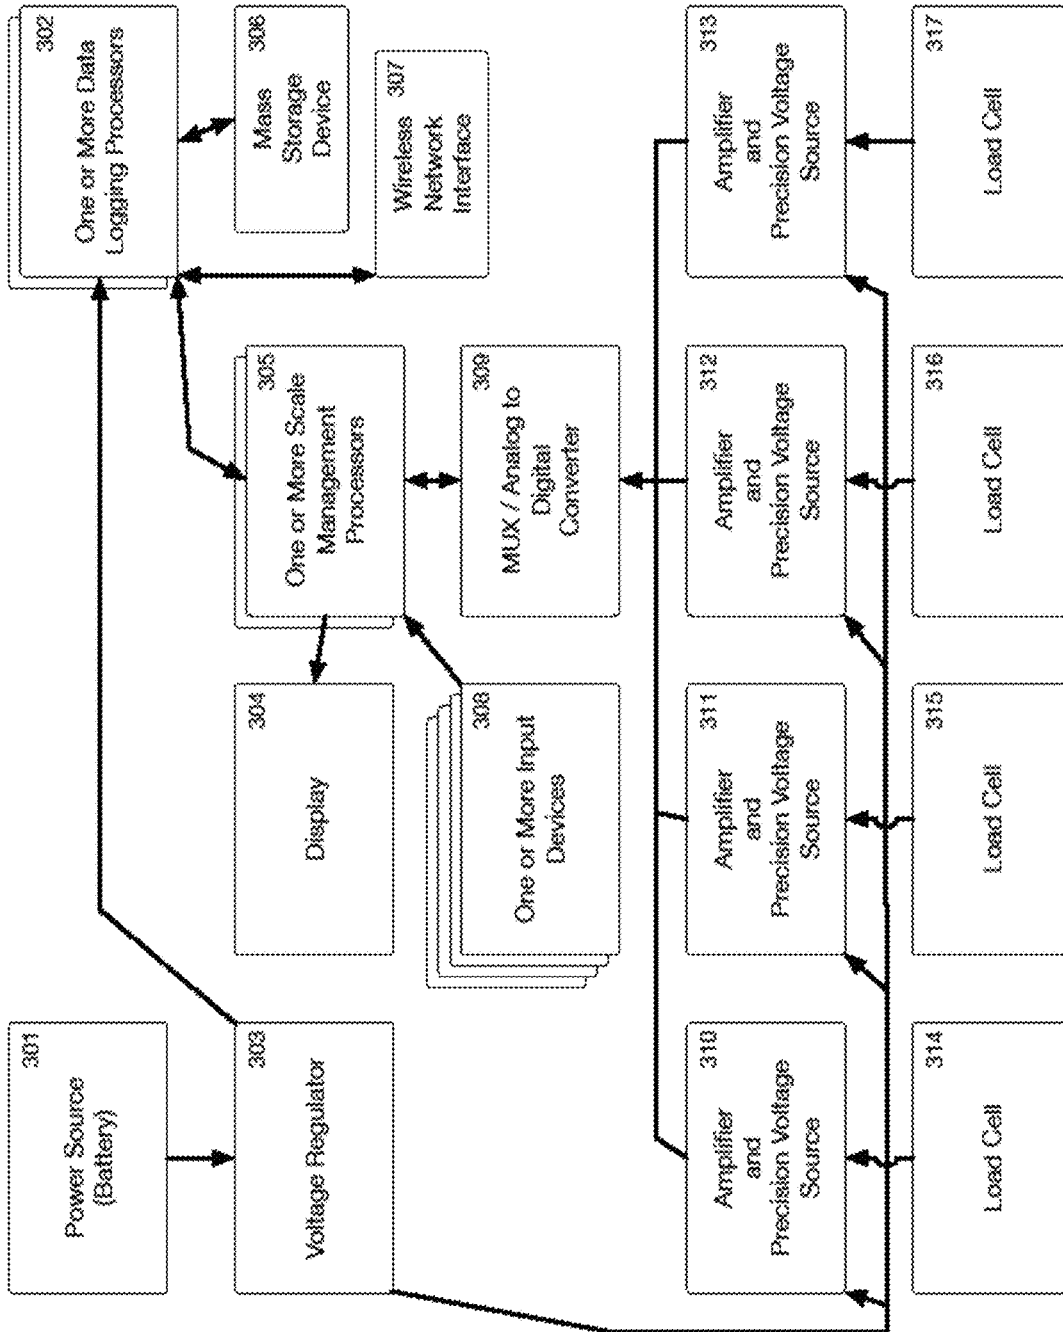 301
Power Source
(Battery)
302
One or More Data
Logging Processors
303
Voltage Regulator
304
Display
305
One or More Scale
Management
Processors
306
Mass
Storage
Device
307
Wireless
Network
Interface
308
One or More Input
Devices
309
MUX / Analog to
Digital
Converter
310
Amplifier
and
Precision Voltage
Source
311
Amplifier
and
Precision Voltage
Source
312
Amplifier
and
Precision Voltage
Source
313
Amplifier
and
Precision Voltage
Source
314
Load Cell
315
Load Cell
316
Load Cell
317
Load Cell